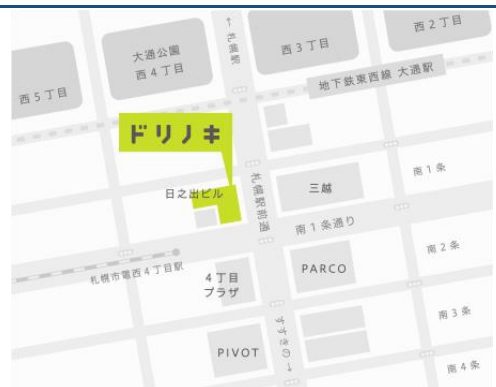 ←札幌駅
西2丁目
西3丁目
大通公園
西4丁目
西5丁目
地下鉄東西線 大通駅
ドリノキ
日之出ビル
札幌駅前通
三越
南1条
南1条通り
南2条
札幌市電西4丁目駅
4丁目
プラザ
PARCO
南3条
すすきの→
PIVOT
南4条